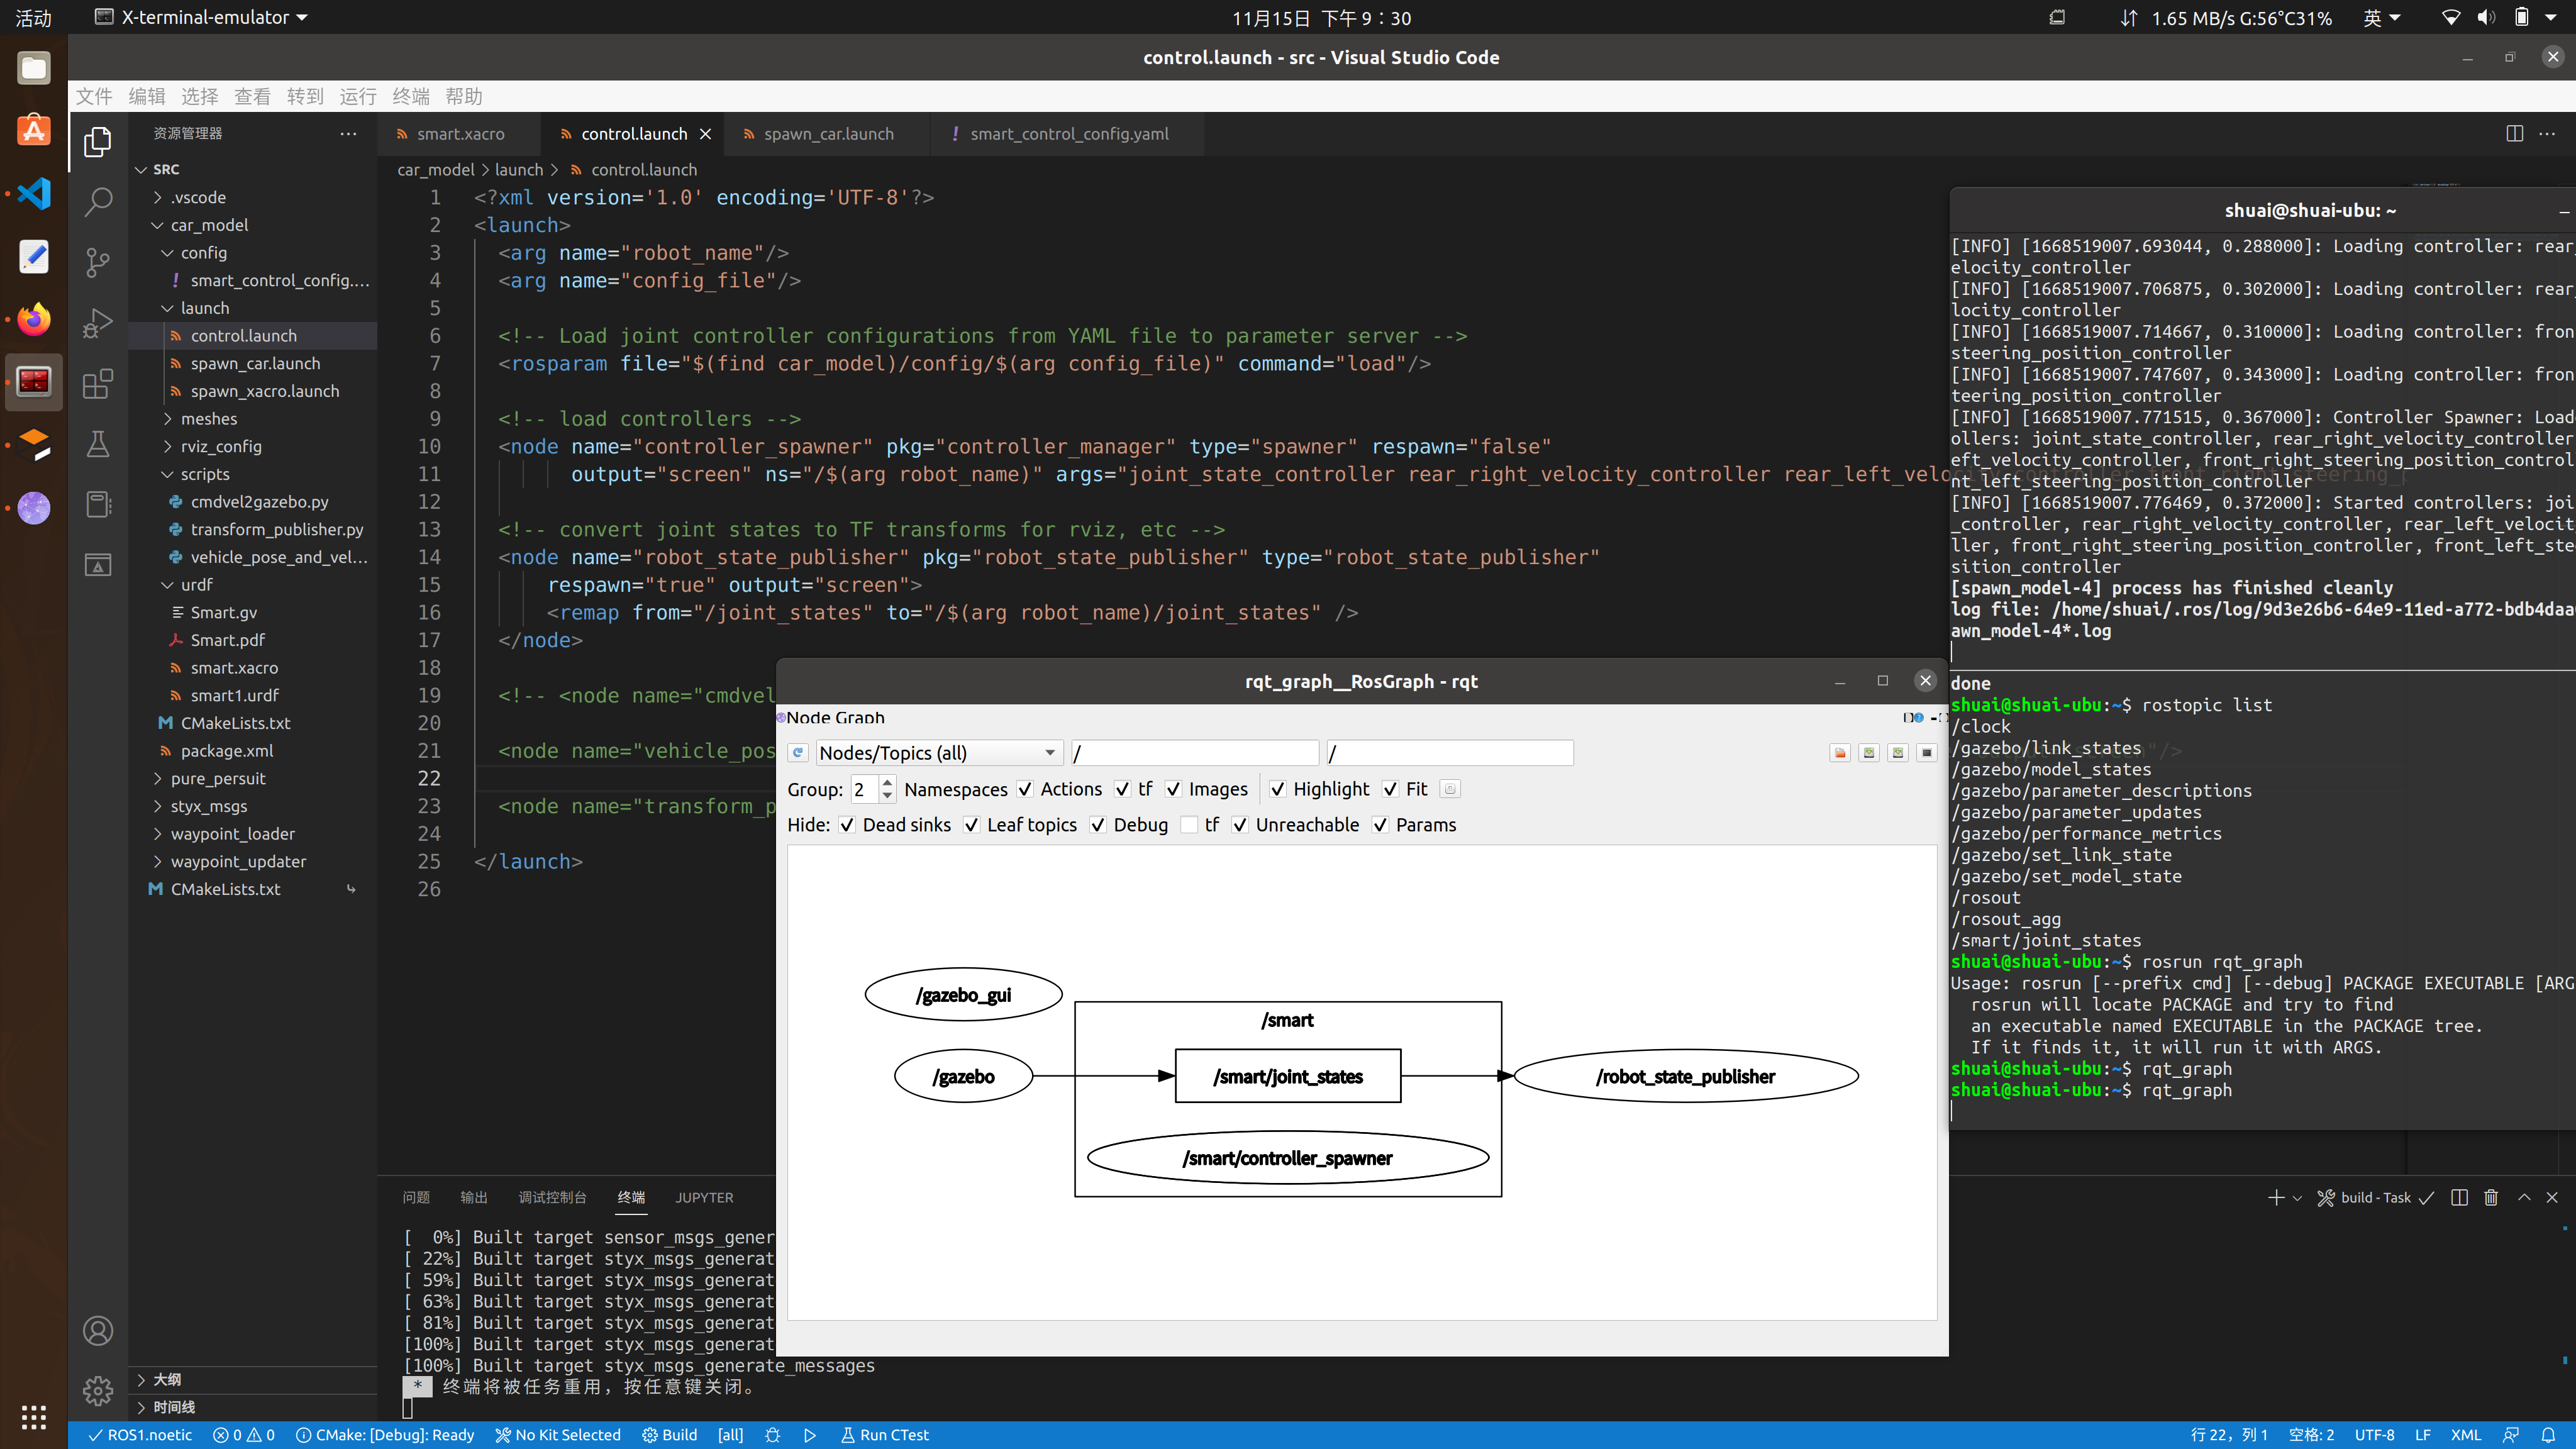 活动
X-terminal-emulator
11月15日 下午 9：30
1.65 MB/s G:56°C31%
英
control.launch - src - Visual Studio Code
文件 编辑 选择 查看 转到 运行 终端 帮助
资源管理器
SRC
.vscode
car_model
config
smart_control_config....
launch
control.launch
spawn_car.launch
spawn_xacro.launch
meshes
rviz_config
scripts
cmdvel2gazebo.py
transform_publisher.py
vehicle_pose_and_vel...
urdf
Smart.gv
Smart.pdf
smart.xacro
smart1.urdf
CMakeLists.txt
package.xml
pure_persuit
styx_msgs
waypoint_loader
waypoint_updater
CMakeLists.txt
大纲
时间线
smart.xacro
control.launch
spawn_car.launch
smart_control_config.yaml
car_model > launch > control.launch
1 <?xml version='1.0' encoding='UTF-8'?>
2 <launch>
3 <arg name="robot_name"/>
4 <arg name="config_file"/>
5
6 <!-- Load joint controller configurations from YAML file to parameter server -->
7 <rosparam file="$(find car_model)/config/$(arg config_file)" command="load"/>
8
9 <!-- load controllers -->
10 <node name="controller_spawner" pkg="controller_manager" type="spawner" respawn="false"
11 output="screen" ns="/$(arg robot_name)" args="joint_state_controller rear_right_velocity_controller rear_left_velocity_controller front_right_steering_
12
13 <!-- convert joint states to TF transforms for rviz, etc -->
14 <node name="robot_state_publisher" pkg="robot_state_publisher" type="robot_state_publisher"
15 respawn="true" output="screen">
16 <remap from="/joint_states" to="/$(arg robot_name)/joint_states" />
17 </node>
18
19 <!-- <node name="cmdvel
20
21 <node name="vehicle_pos
22
23 <node name="transform_p
24
25 </launch>
26
shuai@shuai-ubu: ~
[INFO] [1668519007.693044, 0.288000]: Loading controller: rear_
elocity_controller
[INFO] [1668519007.706875, 0.302000]: Loading controller: rear_
locity_controller
[INFO] [1668519007.714667, 0.310000]: Loading controller: fron
steering_position_controller
[INFO] [1668519007.747607, 0.343000]: Loading controller: fron
teering_position_controller
[INFO] [1668519007.771515, 0.367000]: Controller Spawner: Load
ollers: joint_state_controller, rear_right_velocity_controller
eft_velocity_controller, front_right_steering_position_control
nt_left_steering_position_controller
[INFO] [1668519007.776469, 0.372000]: Started controllers: joi
_controller, rear_right_velocity_controller, rear_left_velocit
ller, front_right_steering_position_controller, front_left_ste
sition_controller
[spawn_model-4] process has finished cleanly
log file: /home/shuai/.ros/log/9d3e26b6-64e9-11ed-a772-bdb4daa
awn_model-4*.log
done
shuai@shuai-ubu:~$ rostopic list
/clock
/gazebo/link_states
/gazebo/model_states
/gazebo/parameter_descriptions
/gazebo/parameter_updates
/gazebo/performance_metrics
/gazebo/set_link_state
/gazebo/set_model_state
/rosout
/rosout_agg
/smart/joint_states
shuai@shuai-ubu:~$ rosrun rqt_graph
Usage: rosrun [--prefix cmd] [--debug] PACKAGE EXECUTABLE [ARG
rosrun will locate PACKAGE and try to find
an executable named EXECUTABLE in the PACKAGE tree.
If it finds it, it will run it with ARGS.
shuai@shuai-ubu:~$ rqt_graph
shuai@shuai-ubu:~$ rqt_graph
rqt_graph__RosGraph - rqt
Node Graph
Nodes/Topics (all) / /
Group: 2 Namespaces Actions tf Images Highlight Fit
Hide: Dead sinks Leaf topics Debug tf Unreachable Params
/gazebo_gui
/smart
/gazebo
/smart/joint_states
/robot_state_publisher
/smart/controller_spawner
问题 输出 调试控制台 终端 JUPYTER
build - Task
[ 0%] Built target sensor_msgs_gener
[ 22%] Built target styx_msgs_generat
[ 59%] Built target styx_msgs_generat
[ 63%] Built target styx_msgs_generat
[ 81%] Built target styx_msgs_generat
[100%] Built target styx_msgs_generat
[100%] Built target styx_msgs_generate_messages
* 终端将被任务重用，按任意键关闭。
ROS1.noetic 0 0 CMake: [Debug]: Ready No Kit Selected Build [all] Run CTest
行 22，列 1 空格: 2 UTF-8 LF XML